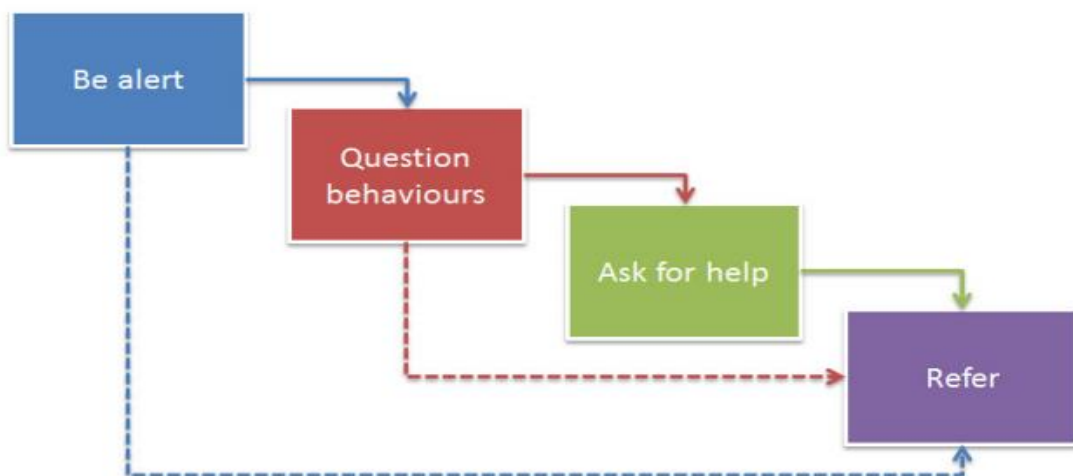 Be alert
Question
behaviours
Ask for help
Refer